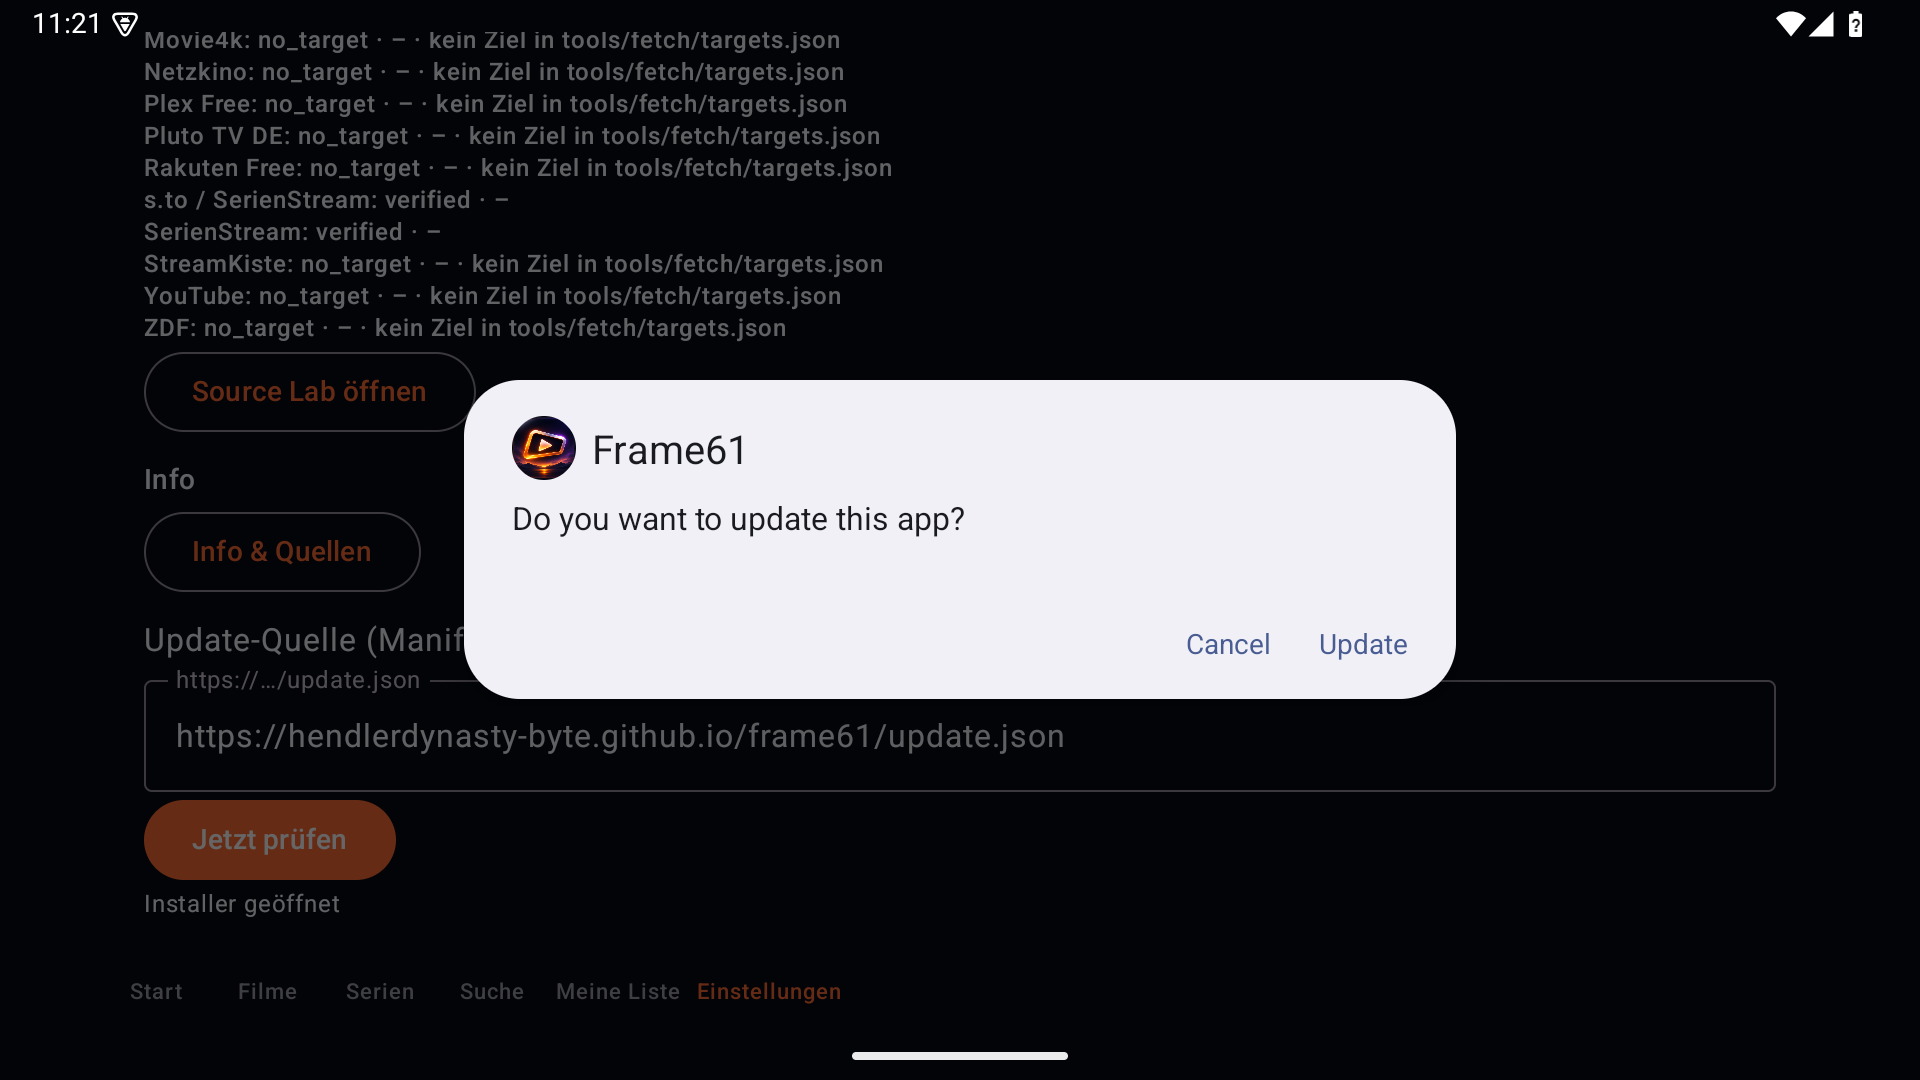 11:21
Movie4k: no_target · – · kein Ziel in tools/fetch/targets.json
Netzkino: no_target · – · kein Ziel in tools/fetch/targets.json
Plex Free: no_target · – · kein Ziel in tools/fetch/targets.json
Pluto TV DE: no_target · – · kein Ziel in tools/fetch/targets.json
Rakuten Free: no_target · – · kein Ziel in tools/fetch/targets.json
s.to / SerienStream: verified · –
SerienStream: verified · –
StreamKiste: no_target · – · kein Ziel in tools/fetch/targets.json
YouTube: no_target · – · kein Ziel in tools/fetch/targets.json
ZDF: no_target · – · kein Ziel in tools/fetch/targets.json
Source Lab öffnen
Frame61
Do you want to update this app?
Cancel Update
Info
Info & Quellen
Update-Quelle (Manif
https://…/update.json
https://hendlerdynasty-byte.github.io/frame61/update.json
Jetzt prüfen
Installer geöffnet
Start Filme Serien Suche Meine Liste Einstellungen